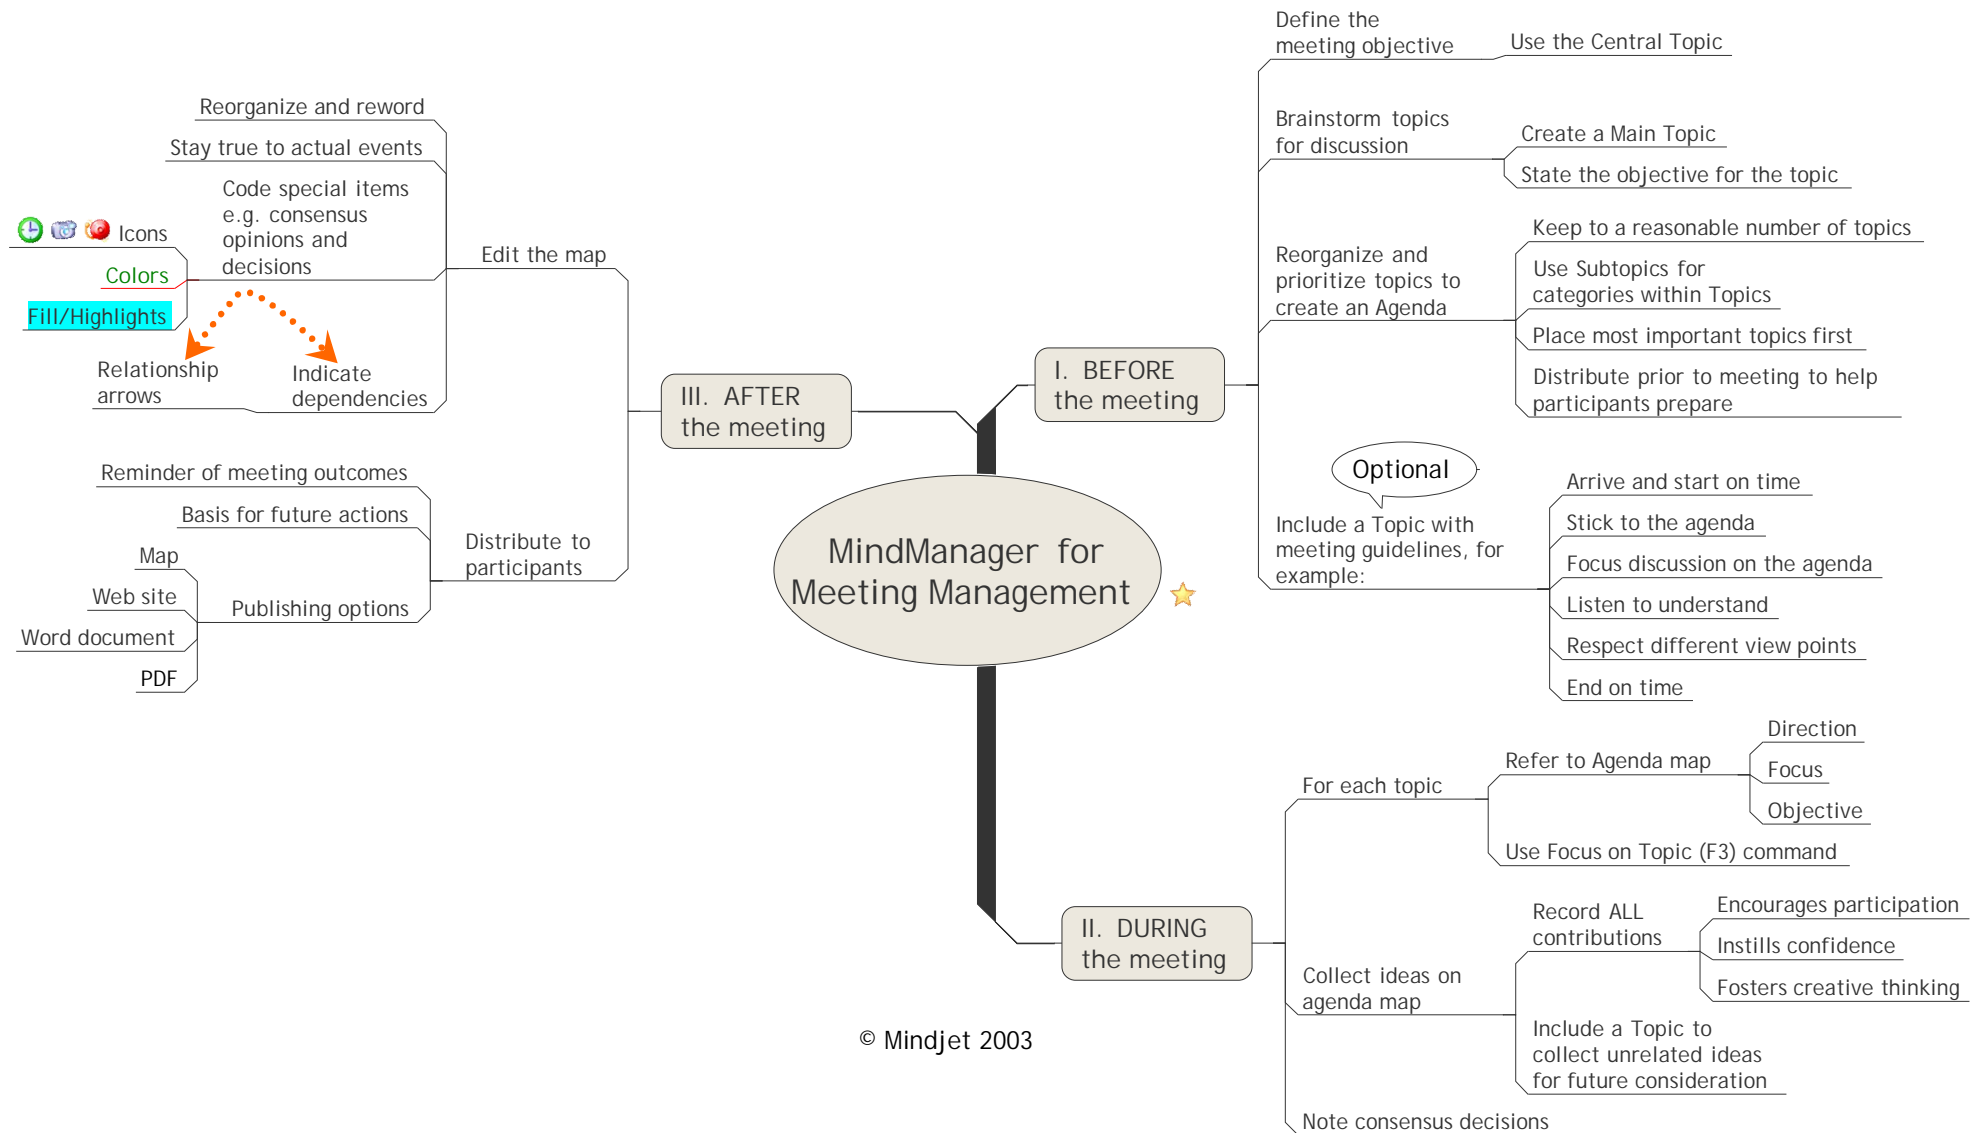 MindManager for
Meeting Management
I. BEFORE
the meeting
Define the
meeting objective
Use the Central Topic
Brainstorm topics
for discussion
Create a Main Topic
State the objective for the topic
Reorganize and
prioritize topics to
create an Agenda
Keep to a reasonable number of topics
Use Subtopics for
categories within Topics
Place most important topics first
Distribute prior to meeting to help
participants prepare
Optional
Include a Topic with
meeting guidelines, for
example:
Arrive and start on time
Stick to the agenda
Focus discussion on the agenda
Listen to understand
Respect different view points
End on time
II. DURING
the meeting
For each topic
Refer to Agenda map
Direction
Focus
Objective
Use Focus on Topic (F3) command
Collect ideas on
agenda map
Record ALL
contributions
Encourages participation
Instills confidence
Fosters creative thinking
Include a Topic to
collect unrelated ideas
for future consideration
Note consensus decisions
III. AFTER
the meeting
Edit the map
Reorganize and reword
Stay true to actual events
Code special items
e.g. consensus
opinions and
decisions
Icons
Colors
Fill/Highlights
Indicate
dependencies
Relationship
arrows
Distribute to
participants
Reminder of meeting outcomes
Basis for future actions
Publishing options
Map
Web site
Word document
PDF
© Mindjet 2003